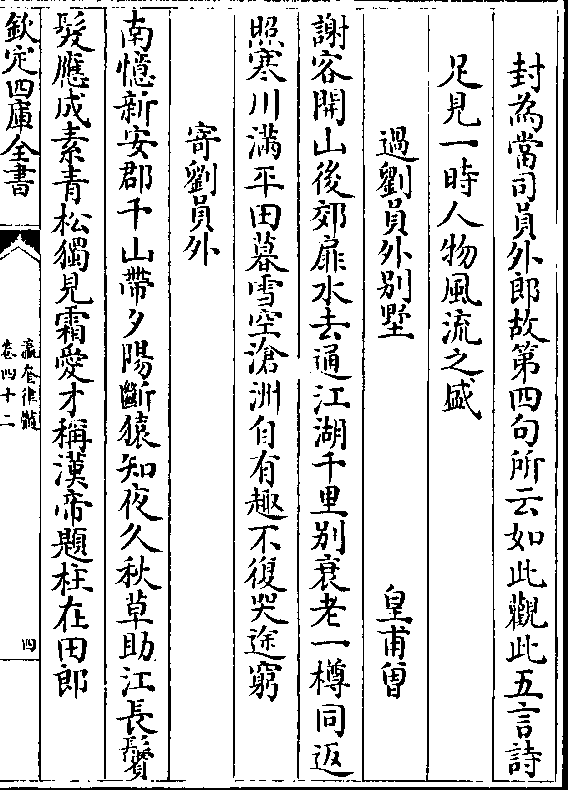 封為當司員外郎故第四句所云如此觀此五言詩
足見一時人物風流之盛
過劉員外别墅　皇甫曾
謝客開山後郊扉水去通江湖千里别衰老一樽同返
照寒川滿平田暮雪空滄洲自有趣不復哭途窮
寄劉員外
南憶新安郡千山帶夕陽斷猿知夜久秋草助江長鬢
髮應成素青松獨見霜愛才稱漢帝題柱在田郎
欽定四庫全書
瀛奎律髓
卷四十二
四